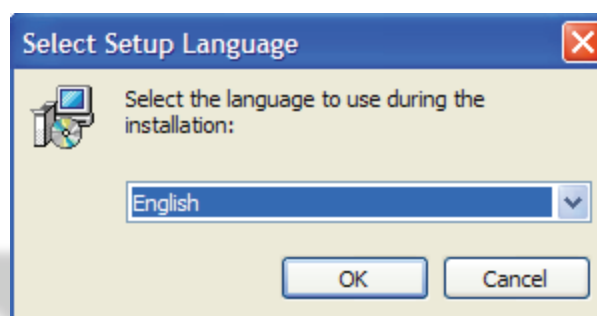 Select Setup Language
Select the language to use during the
installation:
English
OK
Cancel